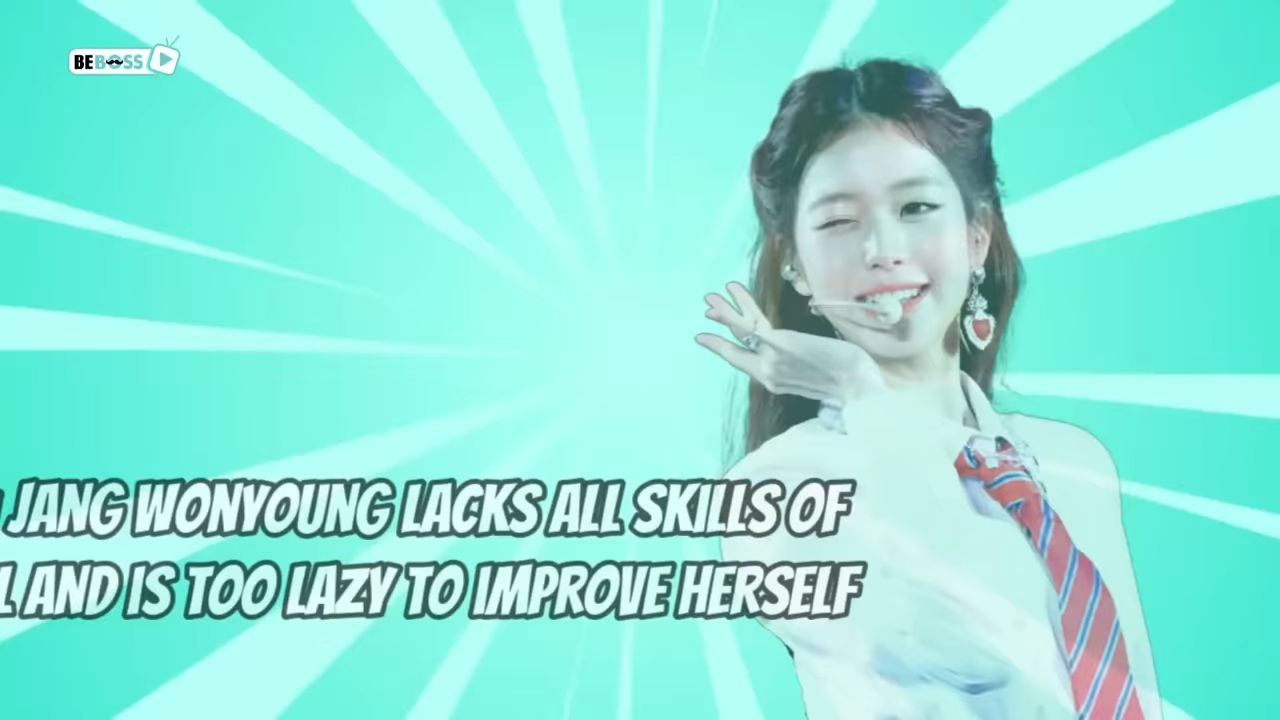 BEBOSS
JANG WONYOUNG LACKS ALL SKILLS OF
AND IS TOO LAZY TO IMPROVE HERSELF